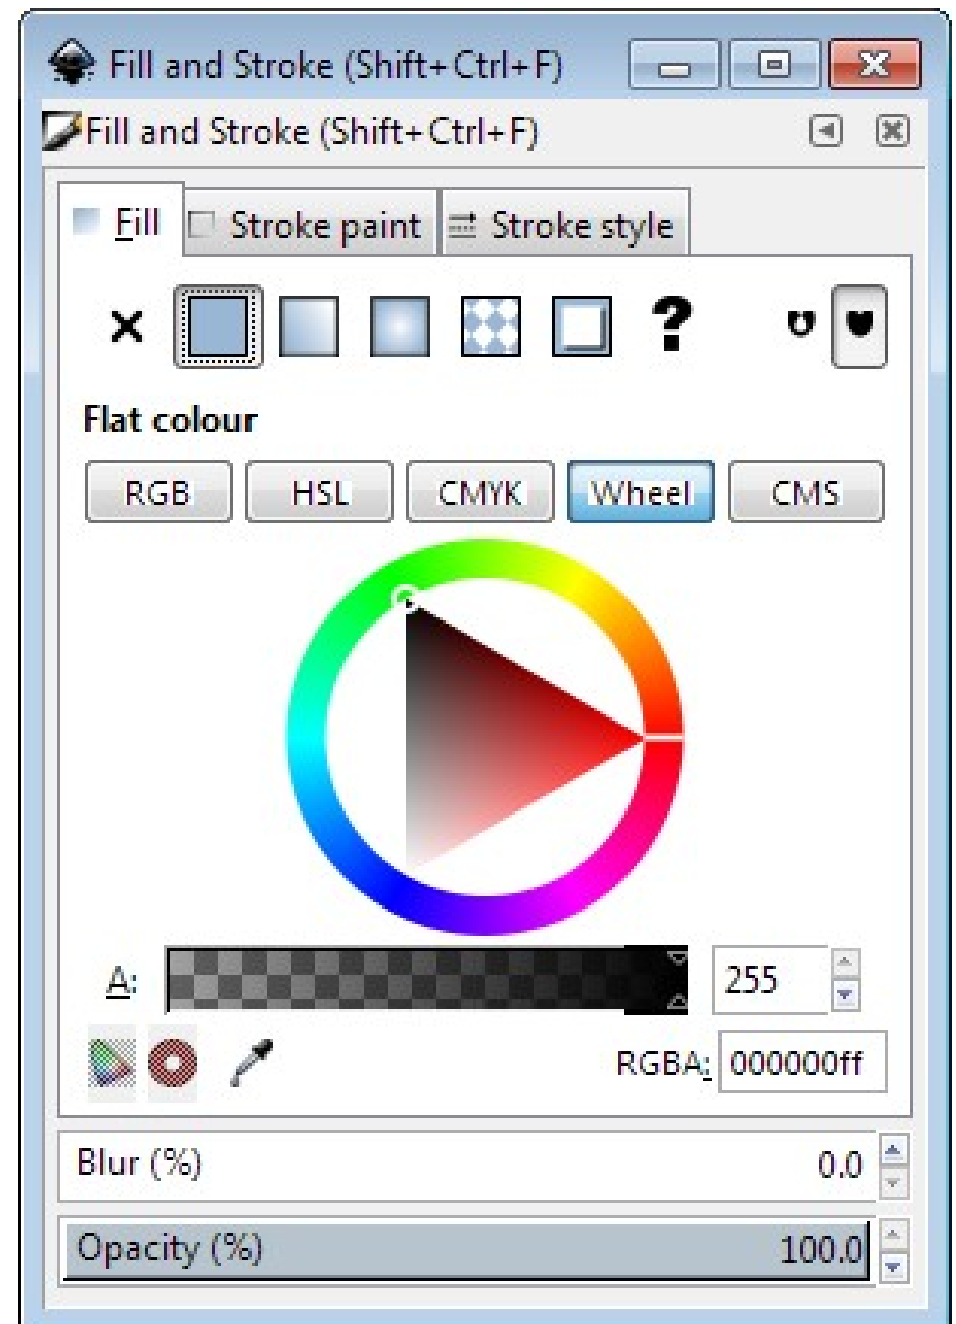 Fill and Stroke (Shift+Ctrl+F)
Fill and Stroke (Shift+Ctrl+F)
Fill Stroke paint Stroke style
?
Flat colour
RGB HSL CMYK Wheel CMS
A: 255
RGBA: 000000ff
Blur (%) 0.0
Opacity (%) 100.0